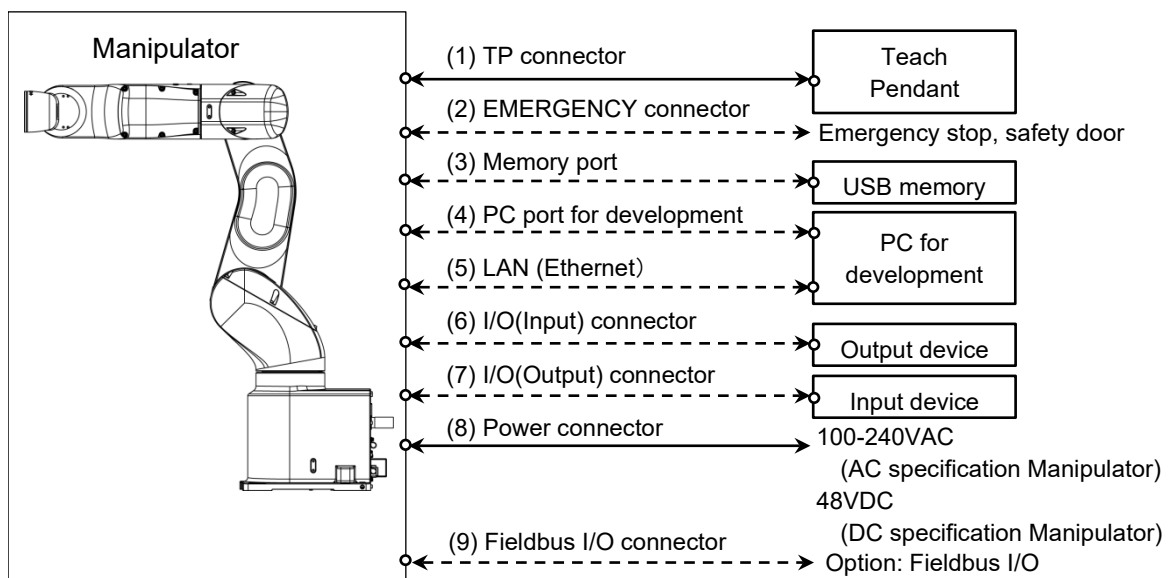 Manipulator
(1) TP connector
Teach
Pendant
(2) EMERGENCY connector
Emergency stop, safety door
(3) Memory port
USB memory
(4) PC port for development
PC for
development
(5) LAN (Ethernet）
(6) I/O(Input) connector
Output device
(7) I/O(Output) connector
Input device
(8) Power connector
100-240VAC
(AC specification Manipulator)
48VDC
(DC specification Manipulator)
(9) Fieldbus I/O connector
Option: Fieldbus I/O